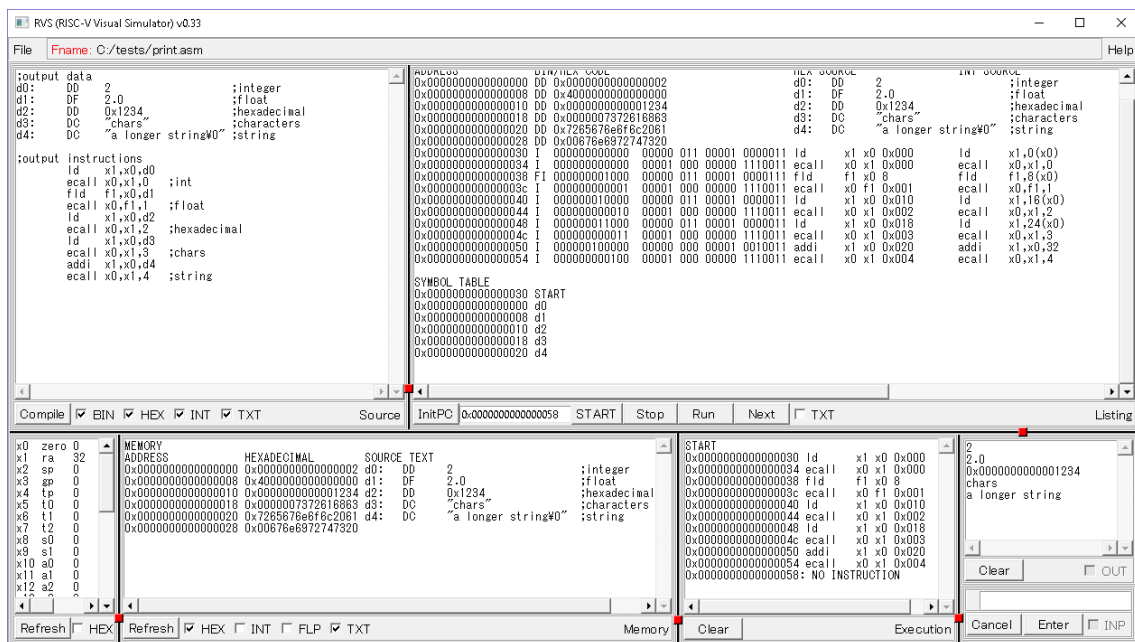 RVS (RISC-V Visual Simulator) v0.33
File Fname: C:/tests/print.asm Help
;output data
d0: DD 2 ;integer
d1: DF 2.0 ;float
d2: DD 0x1234 ;hexadecimal
d3: DC "chars" ;characters
d4: DC "a longer string¥0" ;string
;output instructions
ld x1,x0,d0
ecall x0,x1,0 ;int
fld f1,x0,d1
ecall x0,f1,1 ;float
ld x1,x0,d2
ecall x0,x1,2 ;hexadecimal
ld x1,x0,d3
ecall x0,x1,3 ;chars
addi x1,x0,d4
ecall x0,x1,4 ;string
Compile BIN HEX INT TXT Source
ADDRESS BIN/HEX CODE HEX SOURCE INT SOURCE
0x0000000000000000 DD 0x0000000000000002 d0: DD 2 ;integer
0x0000000000000008 DD 0x4000000000000000 d1: DF 2.0 ;float
0x0000000000000010 DD 0x0000000000001234 d2: DD 0x1234 ;hexadecimal
0x0000000000000018 DD 0x0000007372616863 d3: DC "chars" ;characters
0x0000000000000020 DD 0x7265676e6f6c2061 d4: DC "a longer string¥0" ;string
0x0000000000000028 DD 0x00676e6972747320
0x0000000000000030 I 000000000000 00000 011 00001 0000011 ld x1 x0 0x000 ld x1,0(x0)
0x0000000000000034 I 000000000000 00001 000 00000 1110011 ecall x0 x1 0x000 ecall x0,x1,0
0x0000000000000038 FI 000000001000 00000 011 00001 0000111 fld f1 x0 8 fld f1,8(x0)
0x000000000000003c I 000000000001 00001 000 00000 1110011 ecall x0 f1 0x001 ecall x0,f1,1
0x0000000000000040 I 000000010000 00000 011 00001 0000011 ld x1 x0 0x010 ld x1,16(x0)
0x0000000000000044 I 000000000010 00001 000 00000 1110011 ecall x0 x1 0x002 ecall x0,x1,2
0x0000000000000048 I 000000011000 00000 011 00001 0000011 ld x1 x0 0x018 ld x1,24(x0)
0x000000000000004c I 000000000011 00001 000 00000 1110011 ecall x0 x1 0x003 ecall x0,x1,3
0x0000000000000050 I 000000100000 00000 000 00001 0010011 addi x1 x0 0x020 addi x1,x0,32
0x0000000000000054 I 000000000100 00001 000 00000 1110011 ecall x0 x1 0x004 ecall x0,x1,4
SYMBOL TABLE
0x0000000000000030 START
0x0000000000000000 d0
0x0000000000000008 d1
0x0000000000000010 d2
0x0000000000000018 d3
0x0000000000000020 d4
InitPC 0x0000000000000058 START Stop Run Next TXT Listing
x0 zero 0
x1 ra 32
x2 sp 0
x3 gp 0
x4 tp 0
x5 t0 0
x6 t1 0
x7 t2 0
x8 s0 0
x9 s1 0
x10 a0 0
x11 a1 0
x12 a2 0
Refresh HEX
MEMORY
ADDRESS HEXADECIMAL SOURCE TEXT
0x0000000000000000 0x0000000000000002 d0: DD 2 ;integer
0x0000000000000008 0x4000000000000000 d1: DF 2.0 ;float
0x0000000000000010 0x0000000000001234 d2: DD 0x1234 ;hexadecimal
0x0000000000000018 0x0000007372616863 d3: DC "chars" ;characters
0x0000000000000020 0x7265676e6f6c2061 d4: DC "a longer string¥0" ;string
0x0000000000000028 0x00676e6972747320
Refresh HEX INT FLP TXT Memory
START
0x0000000000000030 ld x1 x0 0x000
0x0000000000000034 ecall x0 x1 0x000
0x0000000000000038 fld f1 x0 8
0x000000000000003c ecall x0 f1 0x001
0x0000000000000040 ld x1 x0 0x010
0x0000000000000044 ecall x0 x1 0x002
0x0000000000000048 ld x1 x0 0x018
0x000000000000004c ecall x0 x1 0x003
0x0000000000000050 addi x1 x0 0x020
0x0000000000000054 ecall x0 x1 0x004
0x0000000000000058: NO INSTRUCTION
Clear Execution
2
2.0
0x0000000000001234
chars
a longer string
Clear OUT
Cancel Enter INP